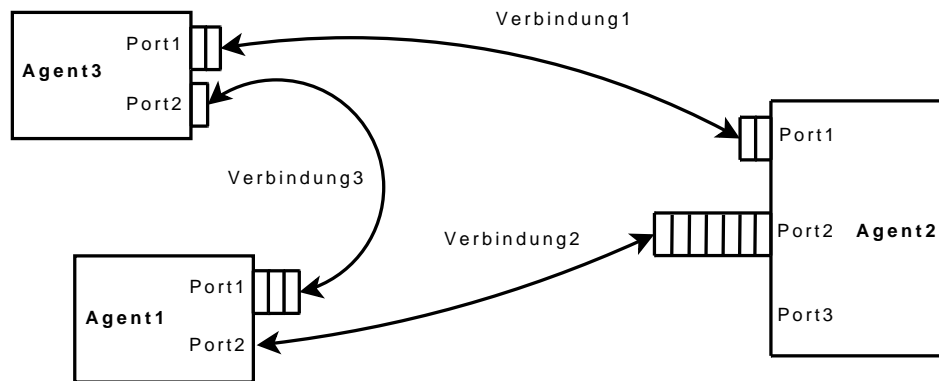 Verbindung1
Port1
Agent3
Port2
Port1
Verbindung3
Port2
Agent2
Verbindung2
Port1
Agent1
Port3
Port2